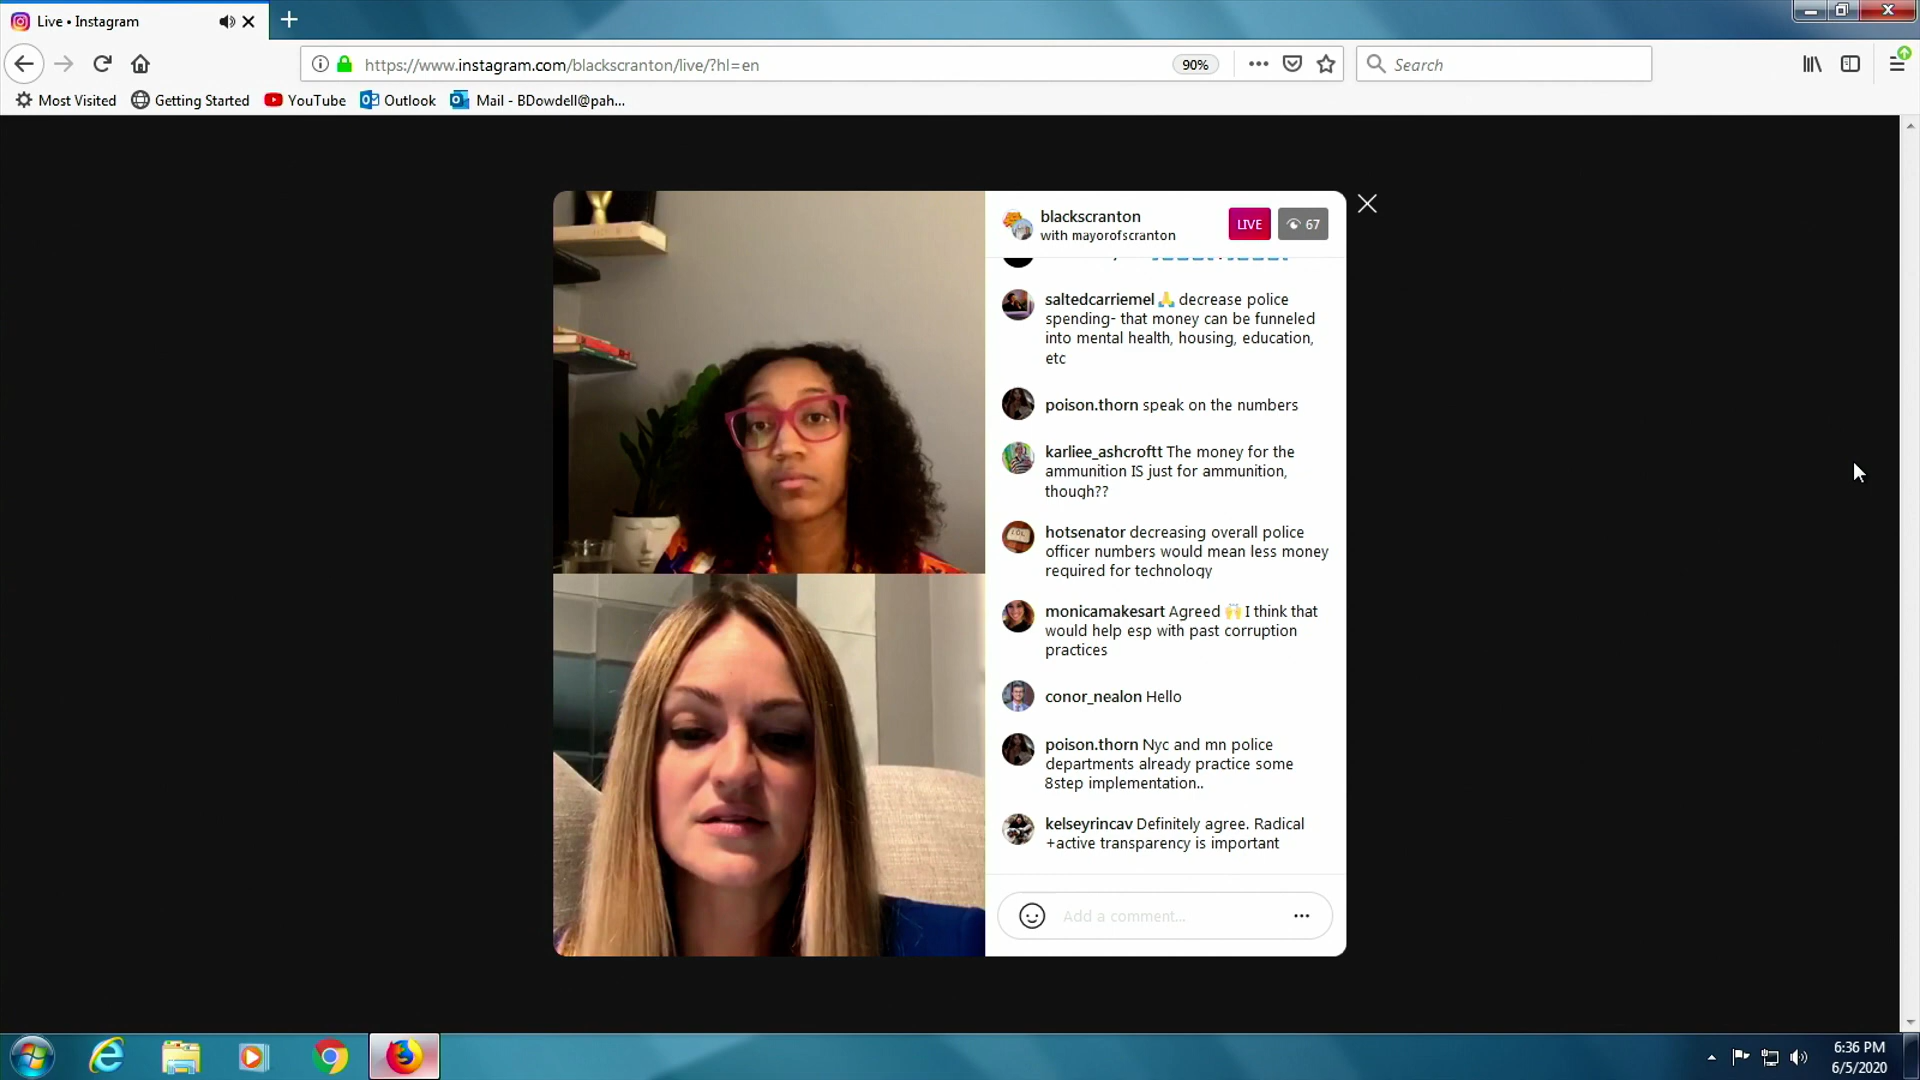 Live • Instagram
https://www.instagram.com/blackscranton/live/?hl=en
90%
Search
Most Visited
Getting Started
YouTube
Outlook
Mail - BDowdell@pah...
blackscranton
with mayorofscranton
LIVE
67
saltedcarriemel 🙏 decrease police
spending- that money can be funneled
into mental health, housing, education,
etc
poison.thorn speak on the numbers
karliee_ashcroftt The money for the
ammunition IS just for ammunition,
though??
hotsenator decreasing overall police
officer numbers would mean less money
required for technology
monicamakesart Agreed 🙌 I think that
would help esp with past corruption
practices
conor_nealon Hello
poison.thorn Nyc and mn police
departments already practice some
8step implementation..
kelseyrincav Definitely agree. Radical
+active transparency is important
Add a comment...
6:36 PM
6/5/2020